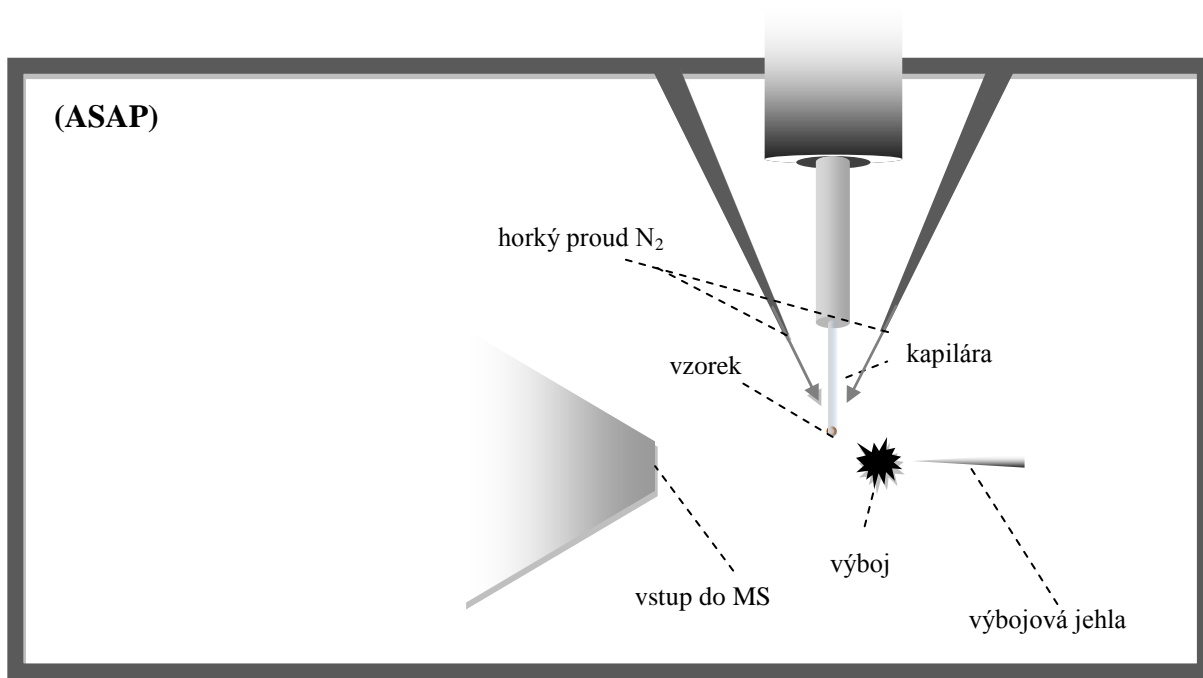 (ASAP)
horký proud N₂
kapilára
vzorek
výboj
vstup do MS
výbojová jehla